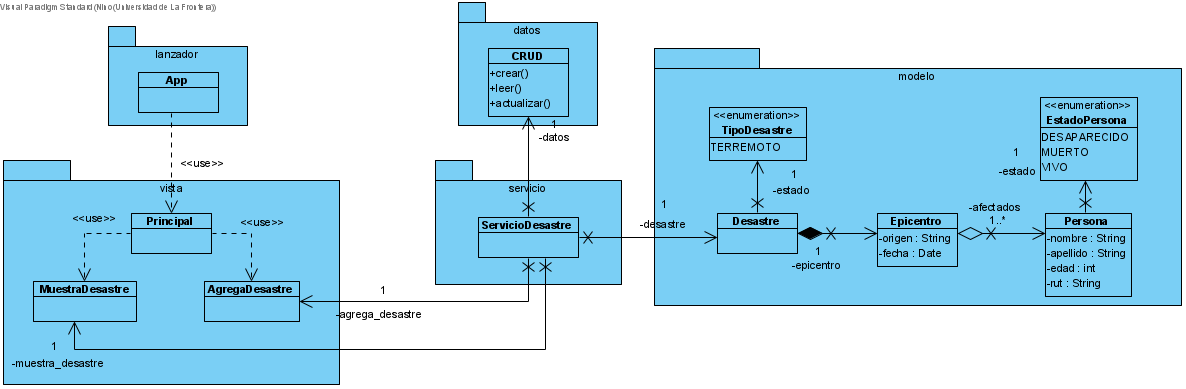 Visual Paradigm Standard (Nino (Universidad de La Frontera))
lanzador
App
<<use>>
vista
Principal
<<use>>
<<use>>
MuestraDesastre
AgregaDesastre
1
-muestra_desastre
1
-agrega_desastre
datos
CRUD
+crear()
+leer()
+actualizar()
1
-datos
servicio
ServicioDesastre
1
-desastre
modelo
<<enumeration>>
TipoDesastre
TERREMOTO
1
-estado
Desastre
1
-epicentro
Epicentro
-origen : String
-fecha : Date
-afectados
1..*
<<enumeration>>
EstadoPersona
DESAPARECIDO
MUERTO
VIVO
1
-estado
Persona
-nombre : String
-apellido : String
-edad : int
-rut : String